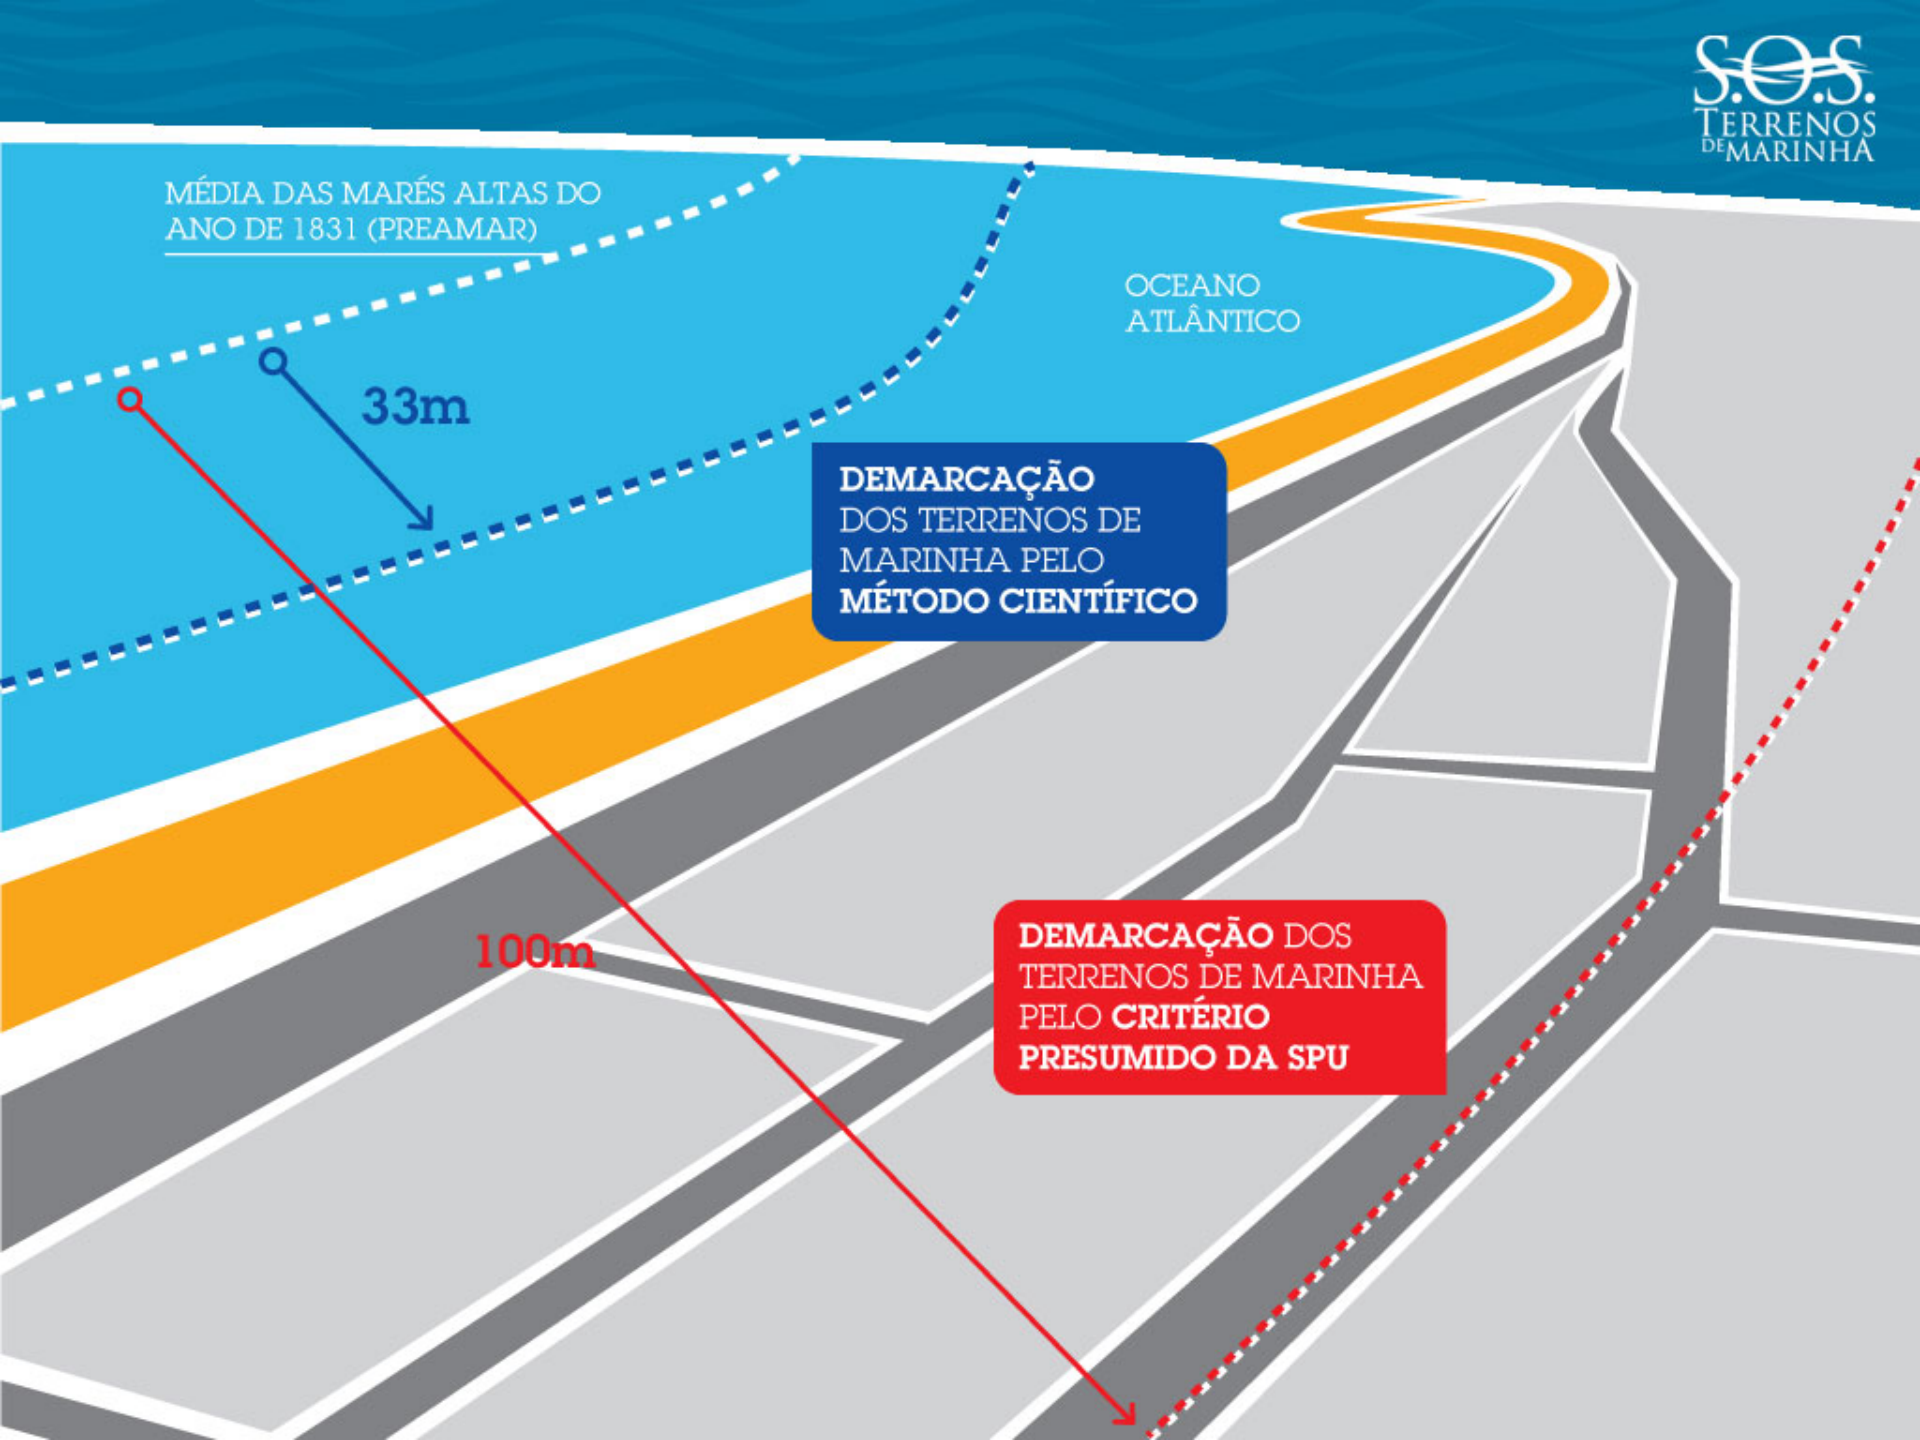 S.O.S.
TERRENOS
DE MARINHA
MÉDIA DAS MARÉS ALTAS DO
ANO DE 1831 (PREAMAR)
OCEANO
ATLÂNTICO
33m
DEMARCAÇÃO
DOS TERRENOS DE
MARINHA PELO
MÉTODO CIENTÍFICO
100m
DEMARCAÇÃO DOS
TERRENOS DE MARINHA
PELO CRITÉRIO
PRESUMIDO DA SPU